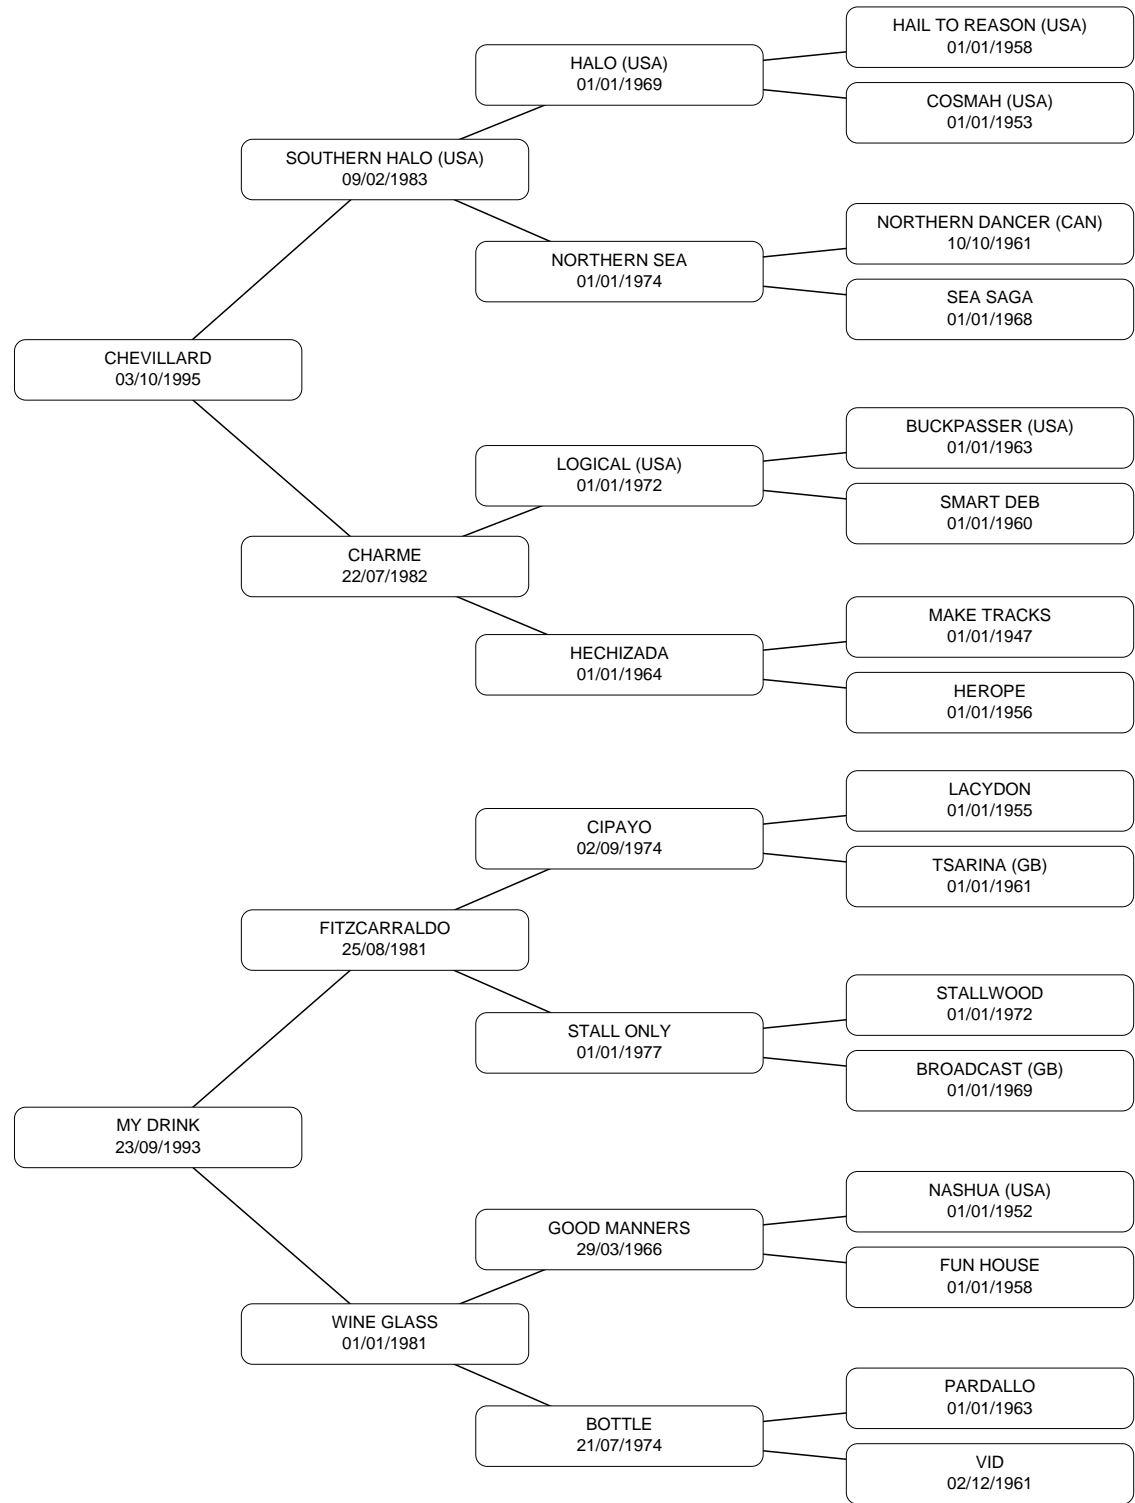 HAIL TO REASON (USA)
01/01/1958
HALO (USA)
01/01/1969
COSMAH (USA)
01/01/1953
SOUTHERN HALO (USA)
09/02/1983
NORTHERN DANCER (CAN)
10/10/1961
NORTHERN SEA
01/01/1974
SEA SAGA
01/01/1968
CHEVILLARD
03/10/1995
BUCKPASSER (USA)
01/01/1963
LOGICAL (USA)
01/01/1972
SMART DEB
01/01/1960
CHARME
22/07/1982
MAKE TRACKS
01/01/1947
HECHIZADA
01/01/1964
HEROPE
01/01/1956
LACYDON
01/01/1955
CIPAYO
02/09/1974
TSARINA (GB)
01/01/1961
FITZCARRALDO
25/08/1981
STALLWOOD
01/01/1972
STALL ONLY
01/01/1977
BROADCAST (GB)
01/01/1969
MY DRINK
23/09/1993
NASHUA (USA)
01/01/1952
GOOD MANNERS
29/03/1966
FUN HOUSE
01/01/1958
WINE GLASS
01/01/1981
PARDALLO
01/01/1963
BOTTLE
21/07/1974
VID
02/12/1961